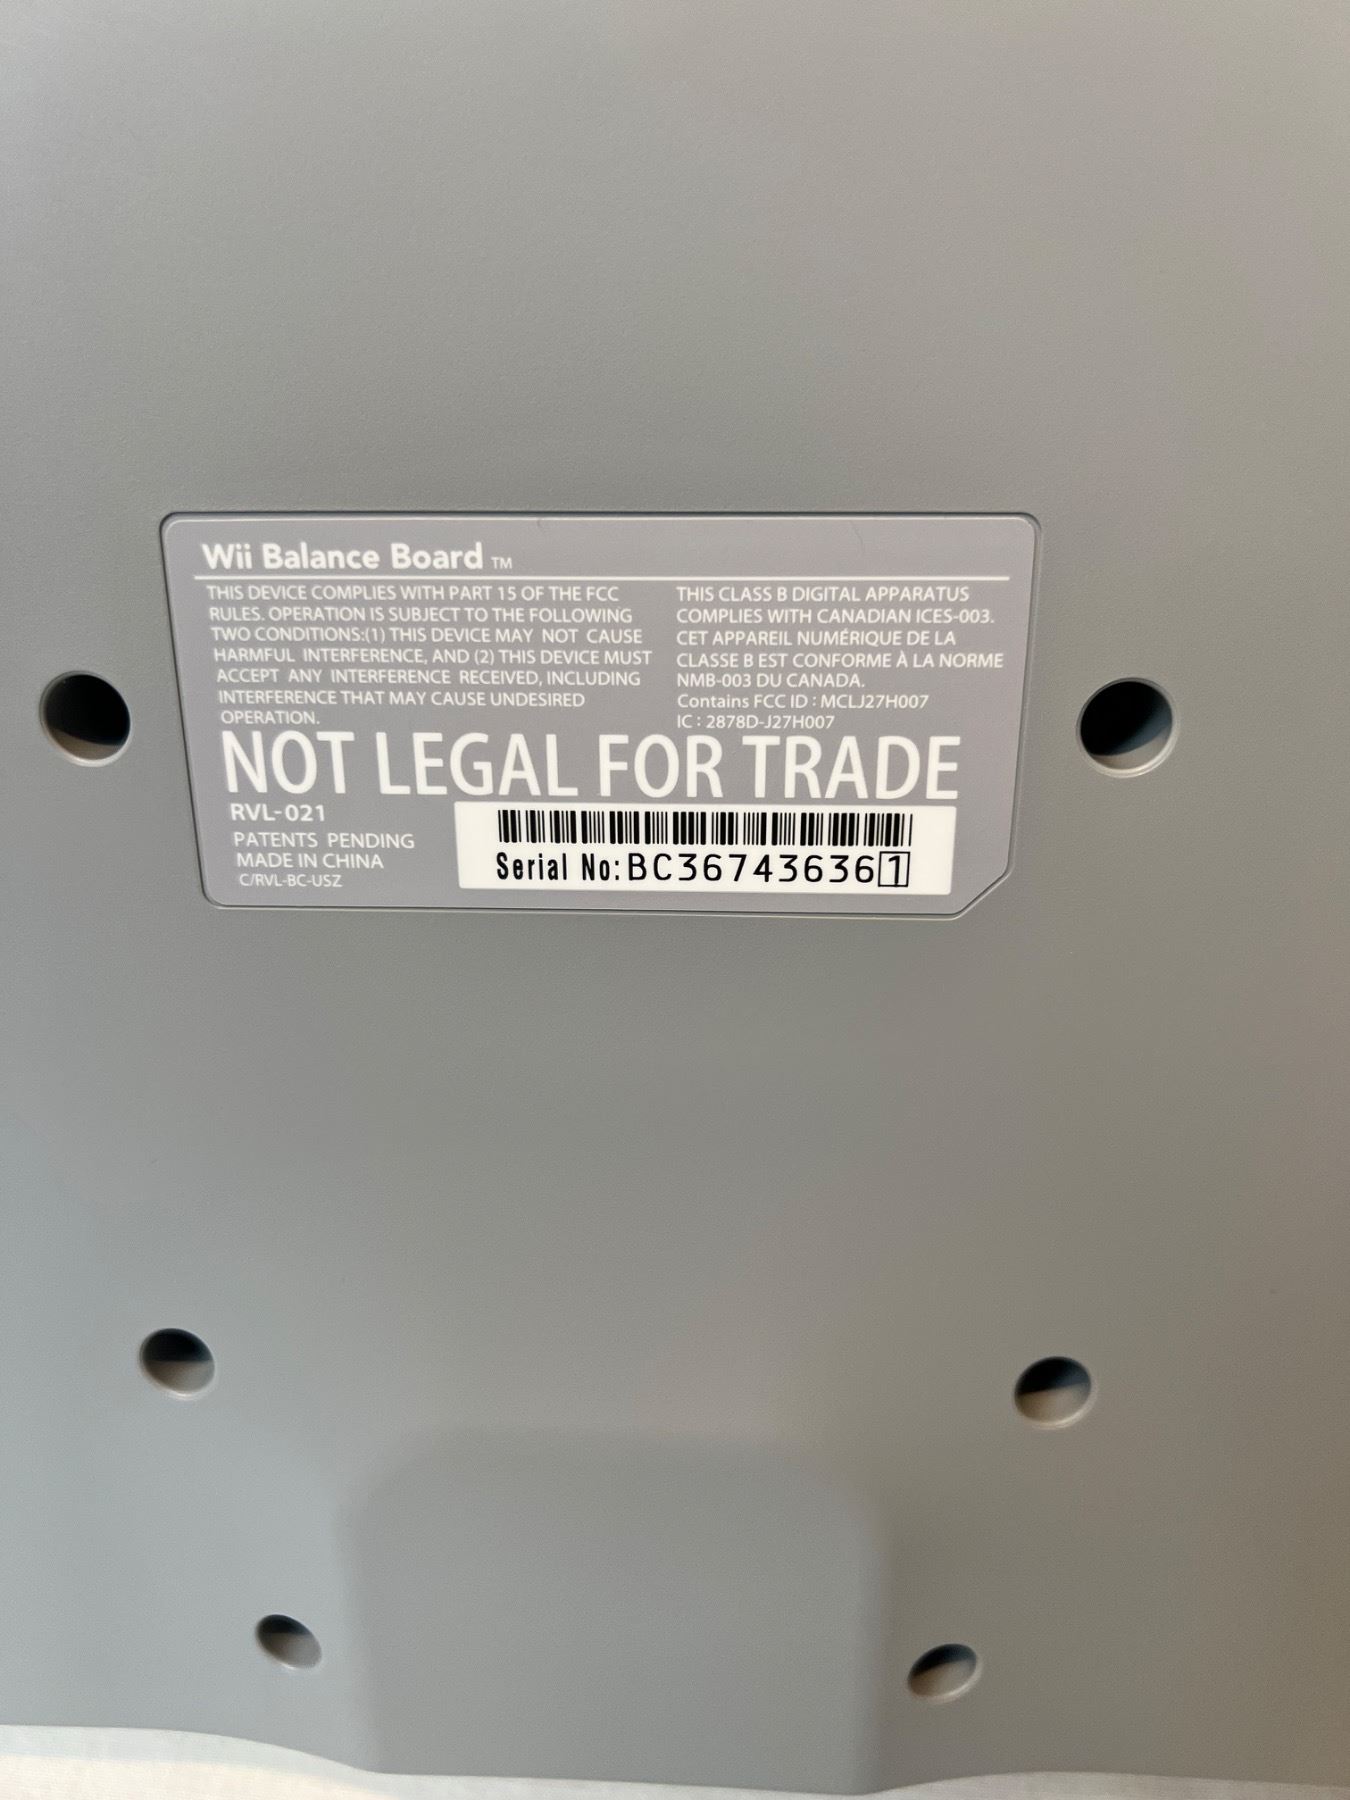 Wii Balance Board TM
THIS DEVICE COMPLIES WITH PART 15 OF THE FCC
RULES. OPERATION IS SUBJECT TO THE FOLLOWING
TWO CONDITIONS:(1) THIS DEVICE MAY NOT CAUSE
HARMFUL INTERFERENCE, AND (2) THIS DEVICE MUST
ACCEPT ANY INTERFERENCE RECEIVED, INCLUDING
INTERFERENCE THAT MAY CAUSE UNDESIRED
OPERATION.
THIS CLASS B DIGITAL APPARATUS
COMPLIES WITH CANADIAN ICES-003.
CET APPAREIL NUMÉRIQUE DE LA
CLASSE B EST CONFORME À LA NORME
NMB-003 DU CANADA.
Contains FCC ID : MCLJ27H007
IC : 2878D-J27H007
NOT LEGAL FOR TRADE
RVL-021
PATENTS PENDING
MADE IN CHINA
C/RVL-BC-USZ
Serial No:BC367436361